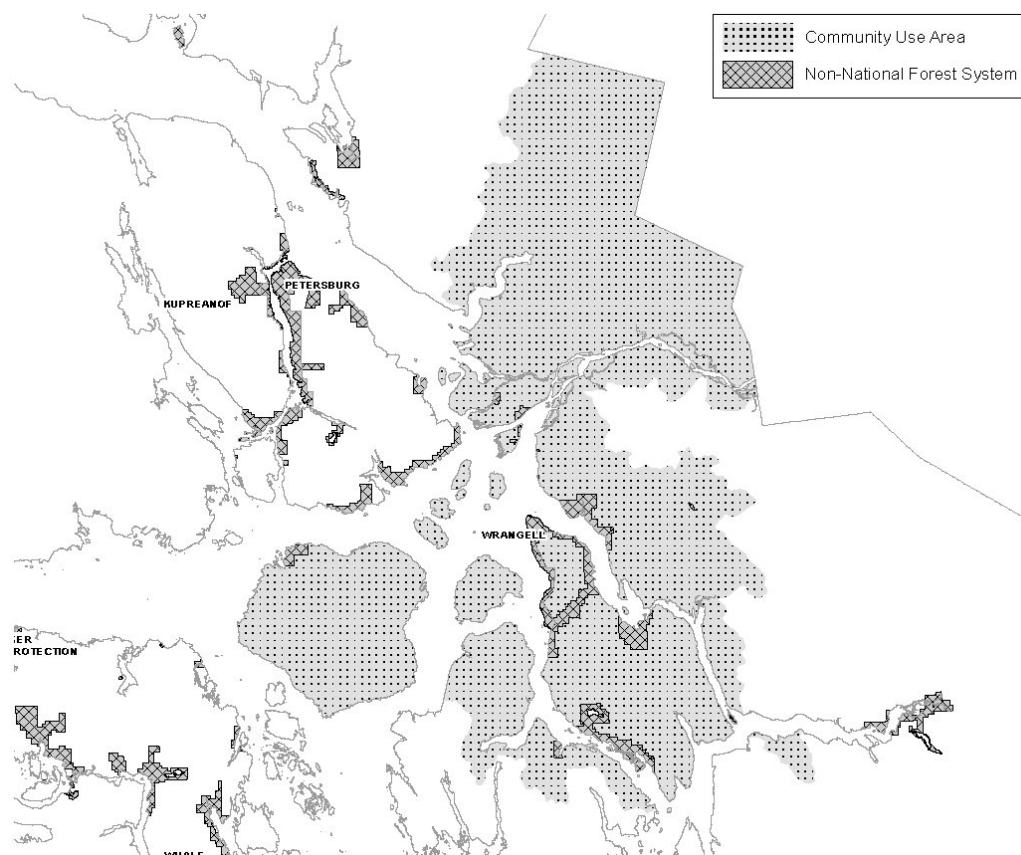 Community Use Area
Non-National Forest System
PETERSBURG
KUPREANOF
WRANGELL
ROTECTION